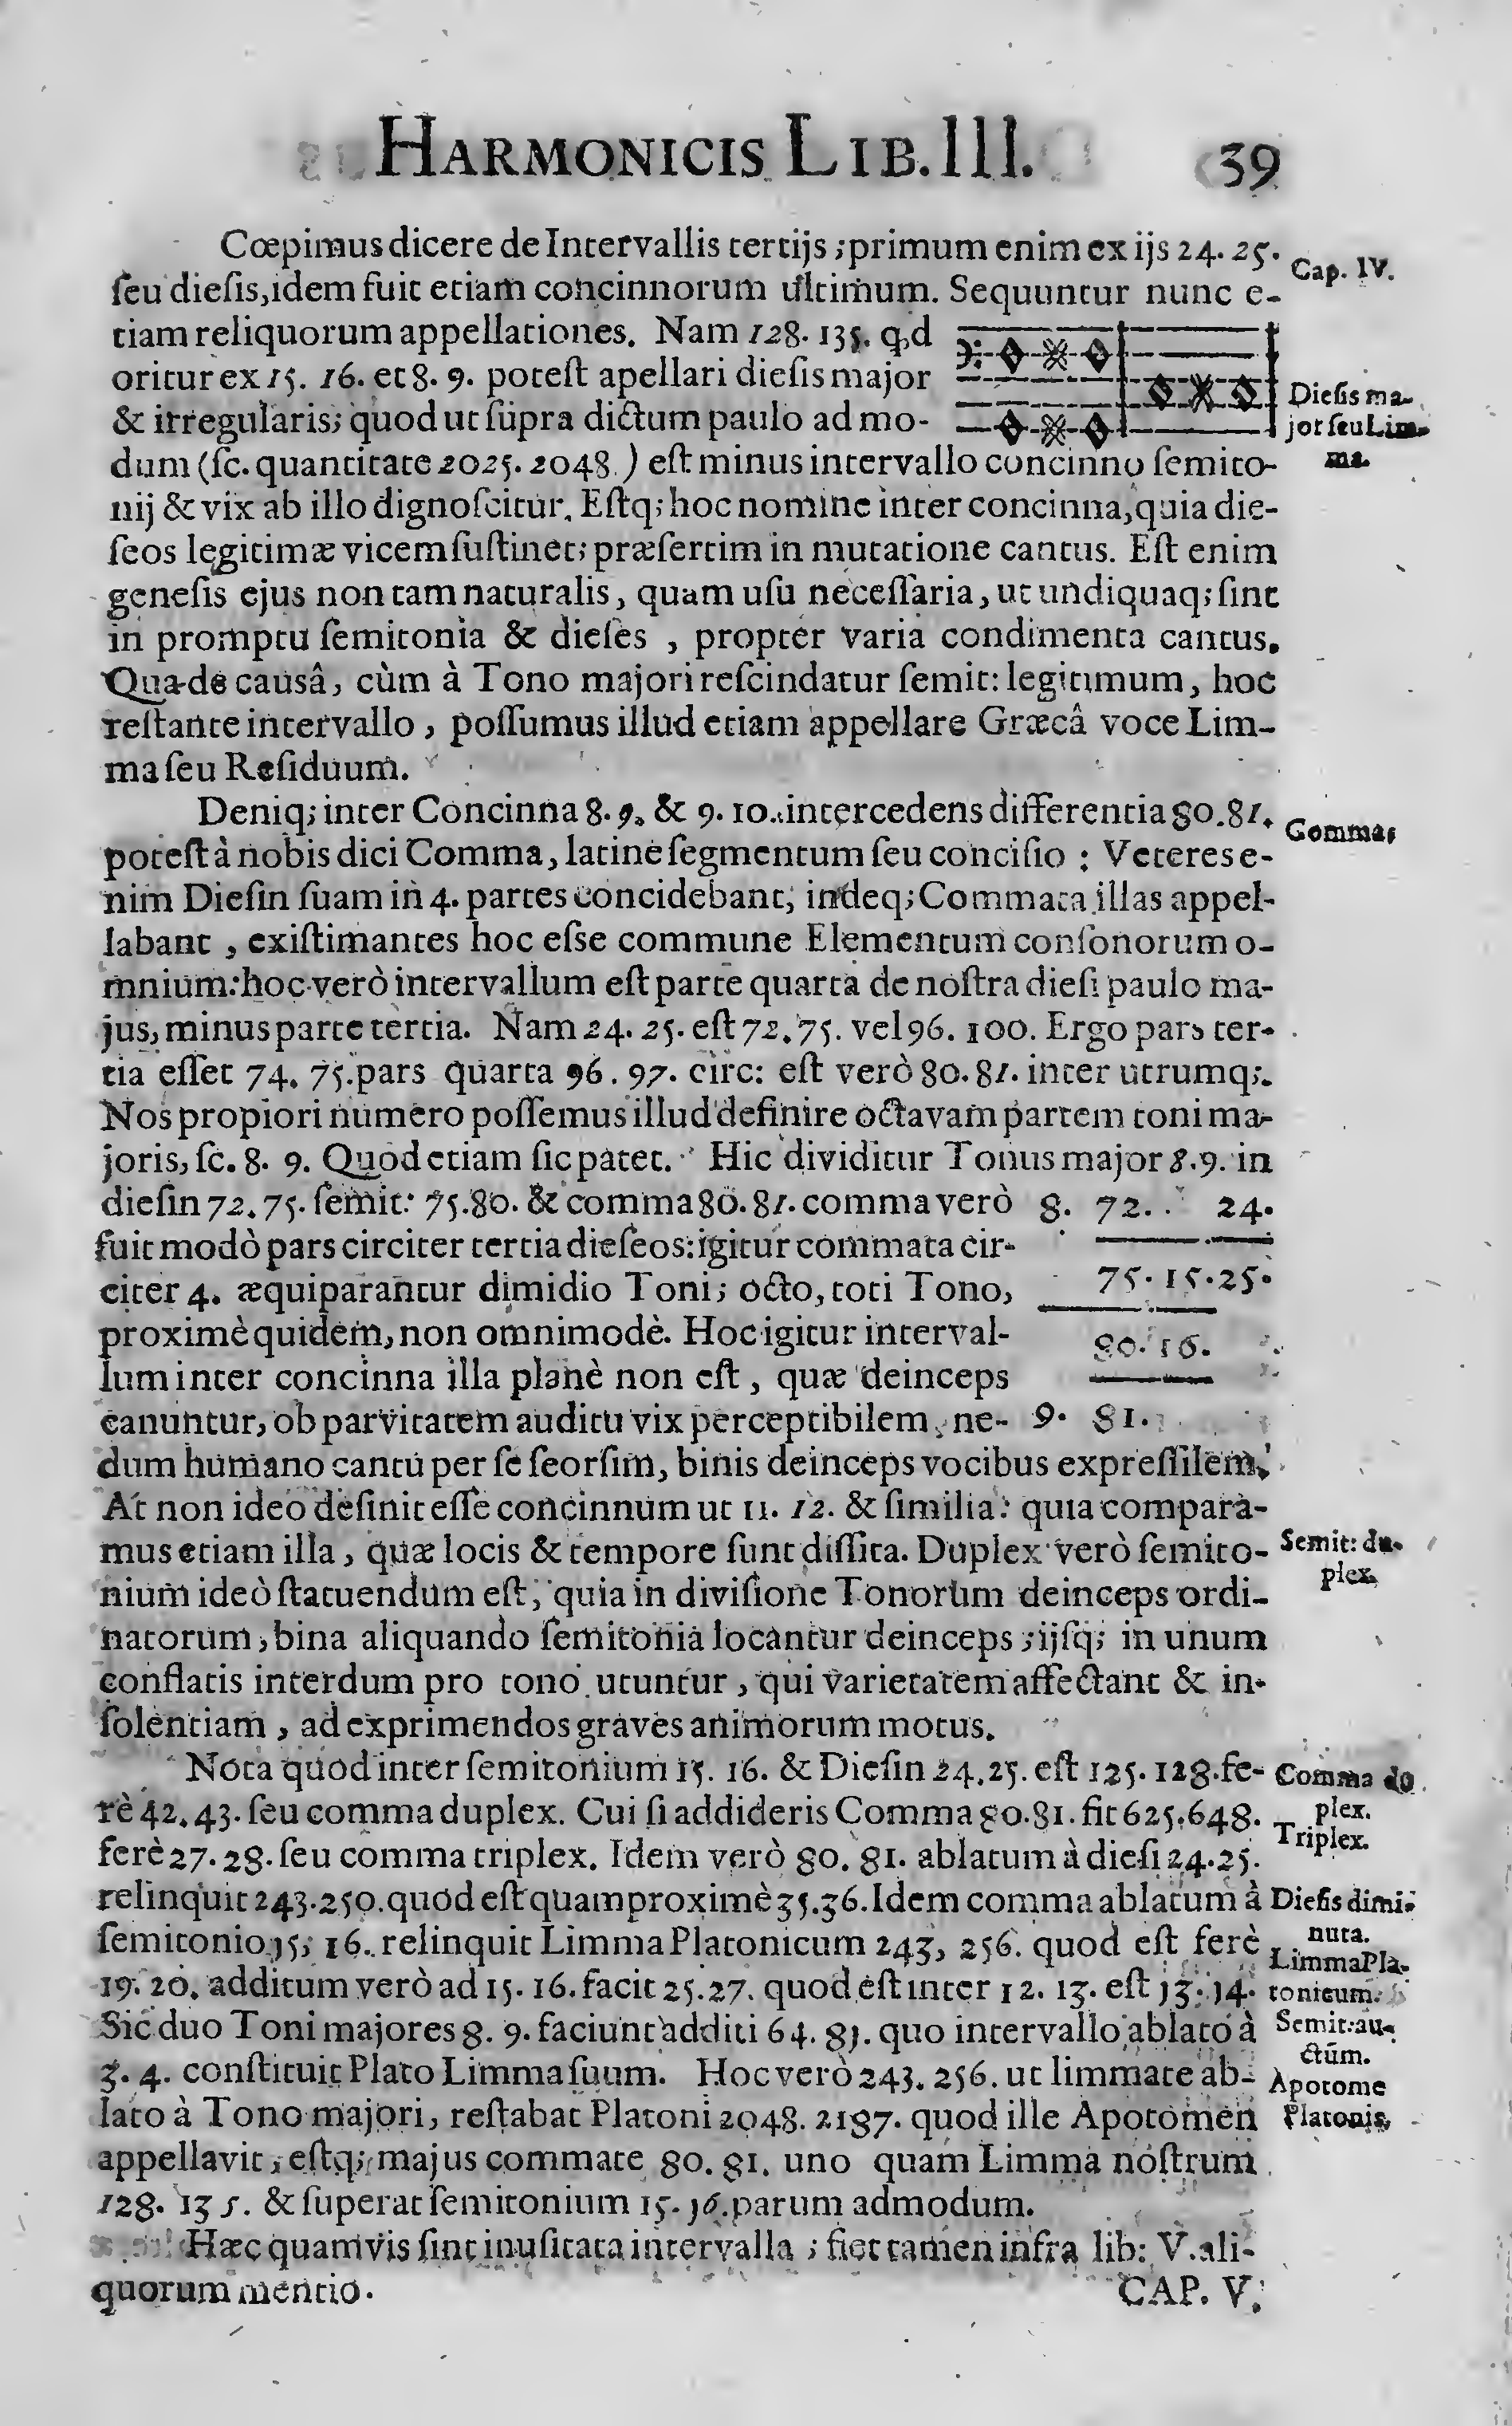 HARMONICIS LIB. III. 39
Cœpimus dicere de Intervallis tertijs; primum enim ex ijs 24. 25.
Cap. IV.
ſeu dieſis, idem fuit etiam concinnorum ultimum. Sequuntur nunc e-
tiam reliquorum appellationes. Nam 128. 135. qd
oritur ex 15. 16. et 8. 9. poteſt apellari dieſis major
Dieſis ma-
& irregularis; quod ut ſupra dictum paulo ad mo-
jor ſeu Lim-
dum (ſc. quantitate 2025. 2048.) eſt minus intervallo concinno ſemito-
ma.
nij & vix ab illo dignoſcitur. Eſtq; hoc nomine inter concinna, quia die-
ſeos legitimæ vicem ſuſtinet; præſertim in mutatione cantus. Eſt enim
geneſis ejus non tam naturalis, quam uſu neceſſaria, ut undiquaq; ſint
in promptu ſemitonia & dieſes, propter varia condimenta cantus.
Qua de causâ, cùm à Tono majori reſcindatur ſemit: legitimum, hoc
reſtante intervallo, poſſumus illud etiam appellare Græcâ voce Lim-
ma ſeu Reſiduum.
Deniq; inter Concinna 8. 9. & 9. 10. intercedens differentia 80. 81.
Comma,
poteſt à nobis dici Comma, latinè ſegmentum ſeu conciſio: Veteres e-
nim Dieſin ſuam in 4. partes concidebant, indeq; Commata illas appel-
labant, exiſtimantes hoc eſse commune Elementum conſonorum o-
mnium: hoc verò intervallum eſt parte quarta de noſtra dieſi paulo ma-
jus, minus parte tertia. Nam 24. 25. eſt 72. 75. vel 96. 100. Ergo pars ter-
tia eſſet 74. 75. pars quarta 96. 97. circ: eſt verò 80. 81. inter utrumq;.
Nos propiori numero poſſemus illud definire octavam partem toni ma-
joris, ſc. 8. 9. Quod etiam ſic patet. Hic dividitur Tonus major 8. 9. in
dieſin 72. 75. ſemit: 75. 80. & comma 80. 81. comma verò
8. 72. 24.
fuit modò pars circiter tertia dieſeos: igitur commata cir-
citer 4. æquiparantur dimidio Toni; octo, toti Tono,
75. 15. 25.
proximè quidem, non omnimodè. Hoc igitur interval-
80. 16.
lum inter concinna illa planè non eſt, quæ deinceps
canuntur, ob parvitatem auditu vix perceptibilem, ne-
9. 81.
dum humano cantu per ſe ſeorſim, binis deinceps vocibus expreſſilem.
At non ideo deſinit eſſe concinnum ut 11. 12. & ſimilia: quia compara-
mus etiam illa, quæ locis & tempore ſunt diſſita. Duplex verò ſemito-
Semit: du-
plex.
nium ideò ſtatuendum eſt, quia in diviſione Tonorum deinceps ordi-
natorum, bina aliquando ſemitonia locantur deinceps; ijſq; in unum
conflatis interdum pro tono utuntur, qui varietatem affectant & in-
ſolentiam, ad exprimendos graves animorum motus.
Nota quod inter ſemitonium 15. 16. & Dieſin 24. 25. eſt 125. 128. fe-
Comma do
rè 42. 43. ſeu comma duplex. Cui ſi addideris Comma 80. 81. fit 625. 648.
plex.
Triplex.
ferè 27. 28. ſeu comma triplex. Idem verò 80. 81. ablatum à dieſi 24. 25.
relinquit 243. 250. quod eſt quam proximè 35. 36. Idem comma ablatum à
Dieſis dimi-
nuta.
ſemitonio 15, 16. relinquit Limma Platonicum 243, 256. quod eſt ferè
Limma Pla-
19. 20. additum verò ad 15. 16. facit 25. 27. quod eſt inter 12. 13. eſt 13. 14.
tonicum.
Sic duo Toni majores 8. 9. faciunt additi 64. 81. quo intervallo ablato à
Semit: au-
ctũm.
3. 4. conſtituit Plato Limma ſuum. Hoc verò 243. 256. ut limmate ab-
Apotome
lato à Tono majori, reſtabat Platoni 2048. 2187. quod ille Apotomen
Platonis,
appellavit, eſtq; majus commate 80. 81. uno quam Limma noſtrum
128. 135. & ſuperat ſemitonium 15. 16. parum admodum.
Hæc quamvis ſint inuſitata intervalla; fiet tamen infra lib: V. ali-
quorum mentio.
CAP. V.